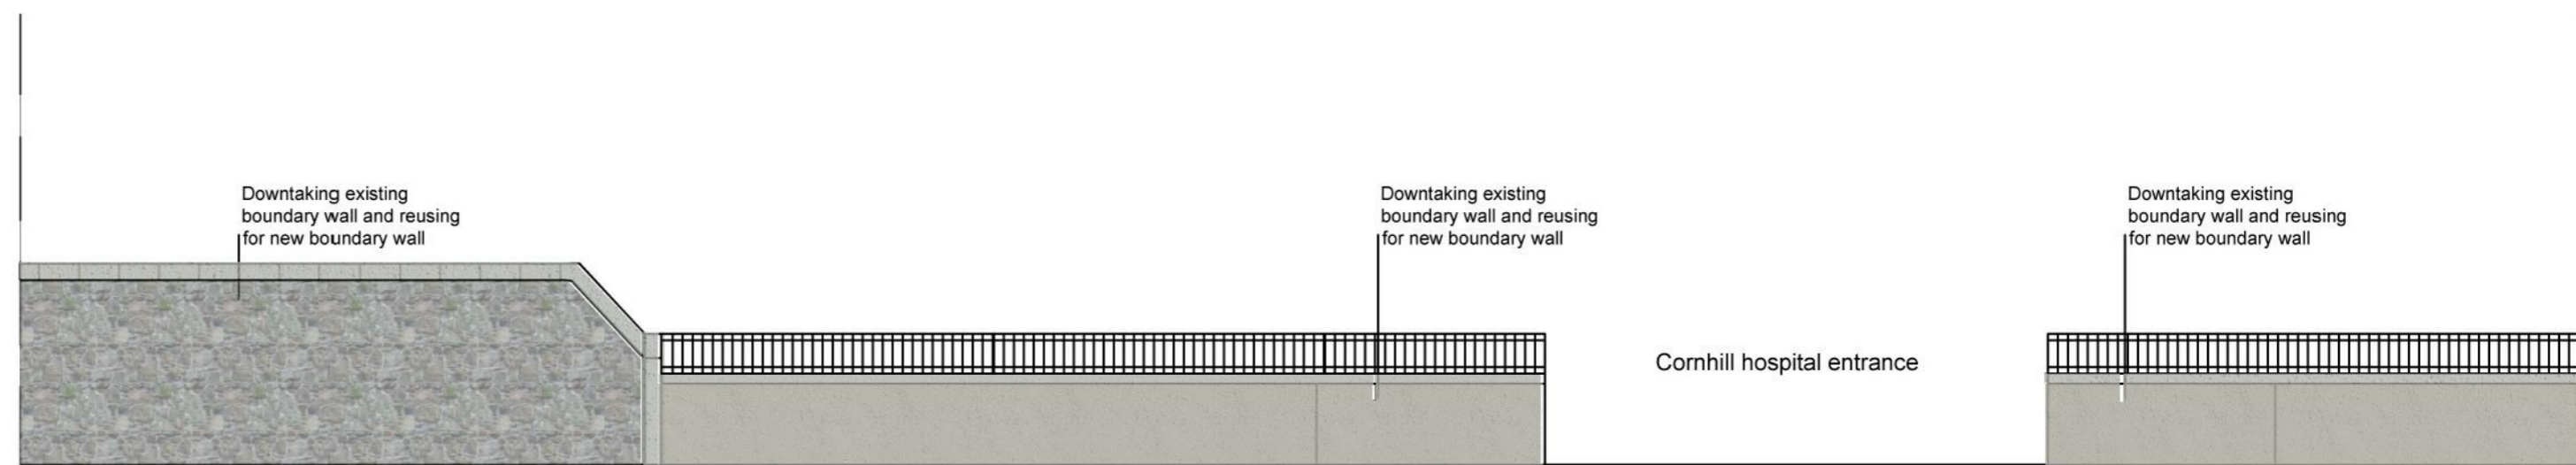 Downtaking existing
boundary wall and reusing
for new boundary wall
Downtaking existing
boundary wall and reusing
for new boundary wall
Cornhill hospital entrance
Downtaking existing
boundary wall and reusing
for new boundary wall